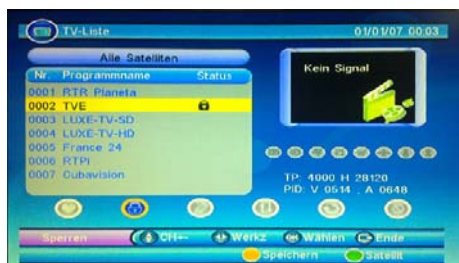 TV-Liste 01/01/07 00:03
Alle Satelliten
Nr. Programmname Status
Kein Signal
0001 RTR Planeta
0002 TVE
0003 LUXE-TV-SD
0004 LUXE-TV-HD
0005 France 24
0006 RTPI
0007 Cubavision
TP: 4000 H 28120
PID: V 0514 , A 0648
Sperren CH+- Werkz Wählen Ende
Speichern Satellit